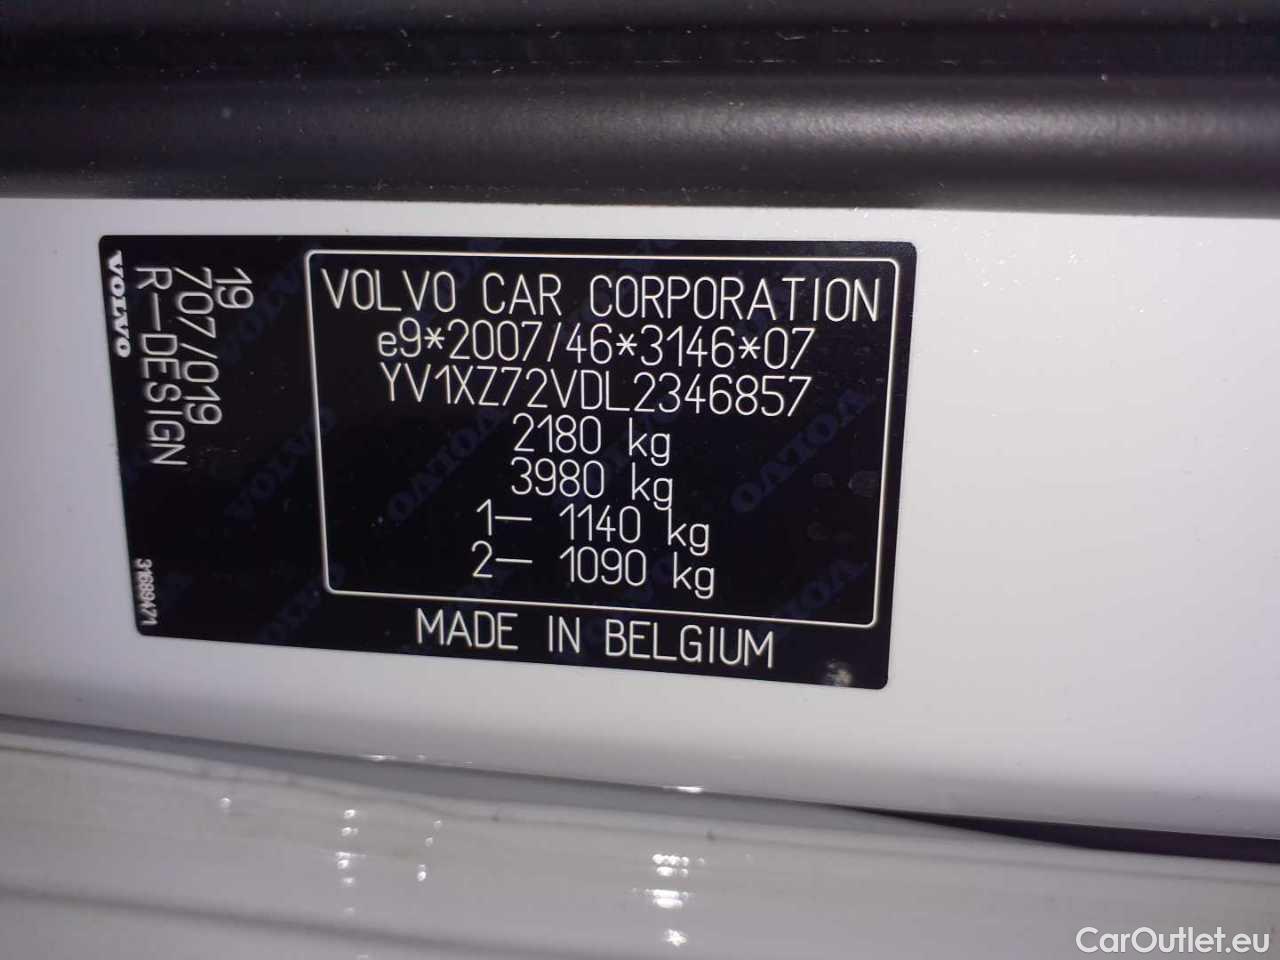 VOLVO CAR CORPORATION
e9*2007/46*3146*07
YV1XZ72VDL2346857
2180 kg
3980 kg
1— 1140 kg
2— 1090 kg
MADE IN BELGIUM
19
707/019
R-DESIGN
VOLVO
31689471
CarOutlet.eu